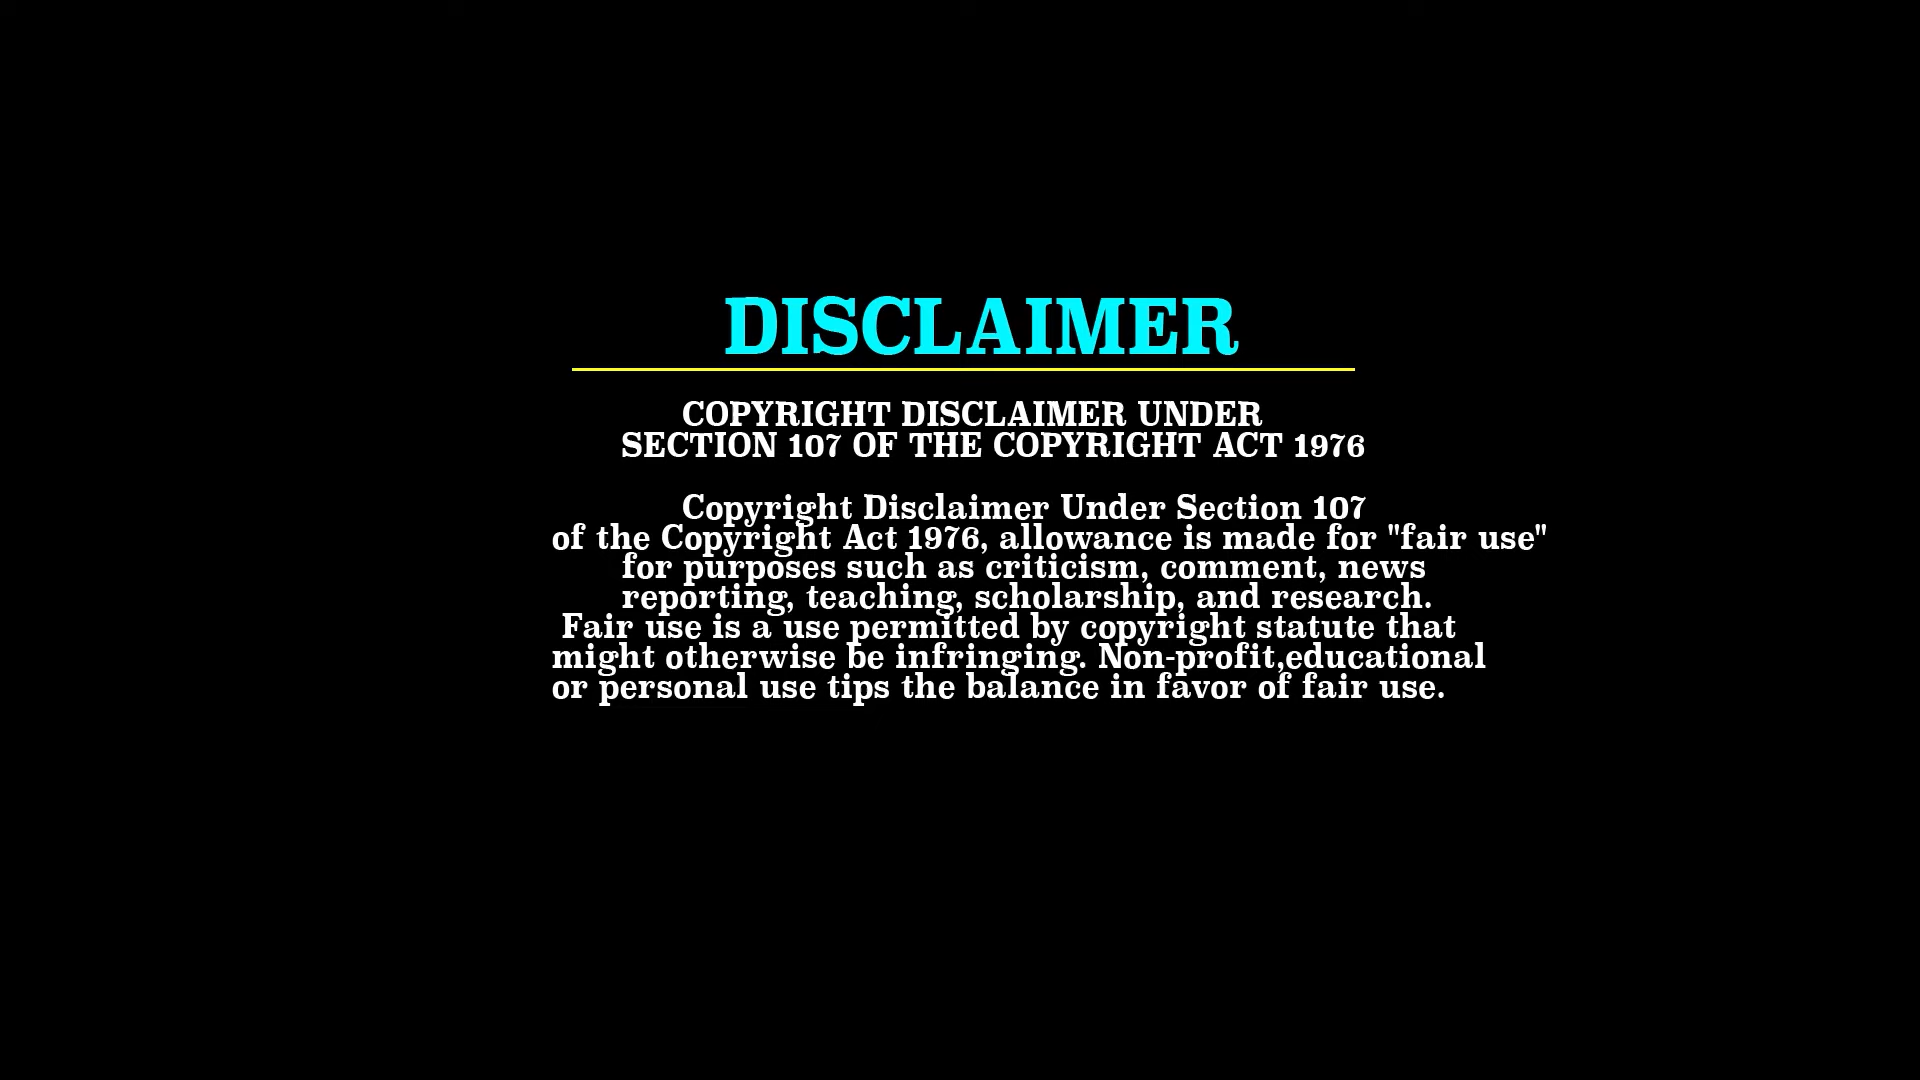 DISCLAIMER
COPYRIGHT DISCLAIMER UNDER
SECTION 107 OF THE COPYRIGHT ACT 1976
Copyright Disclaimer Under Section 107
of the Copyright Act 1976, allowance is made for "fair use"
for purposes such as criticism, comment, news
reporting, teaching, scholarship, and research.
Fair use is a use permitted by copyright statute that
might otherwise be infringing. Non-profit,educational
or personal use tips the balance in favor of fair use.